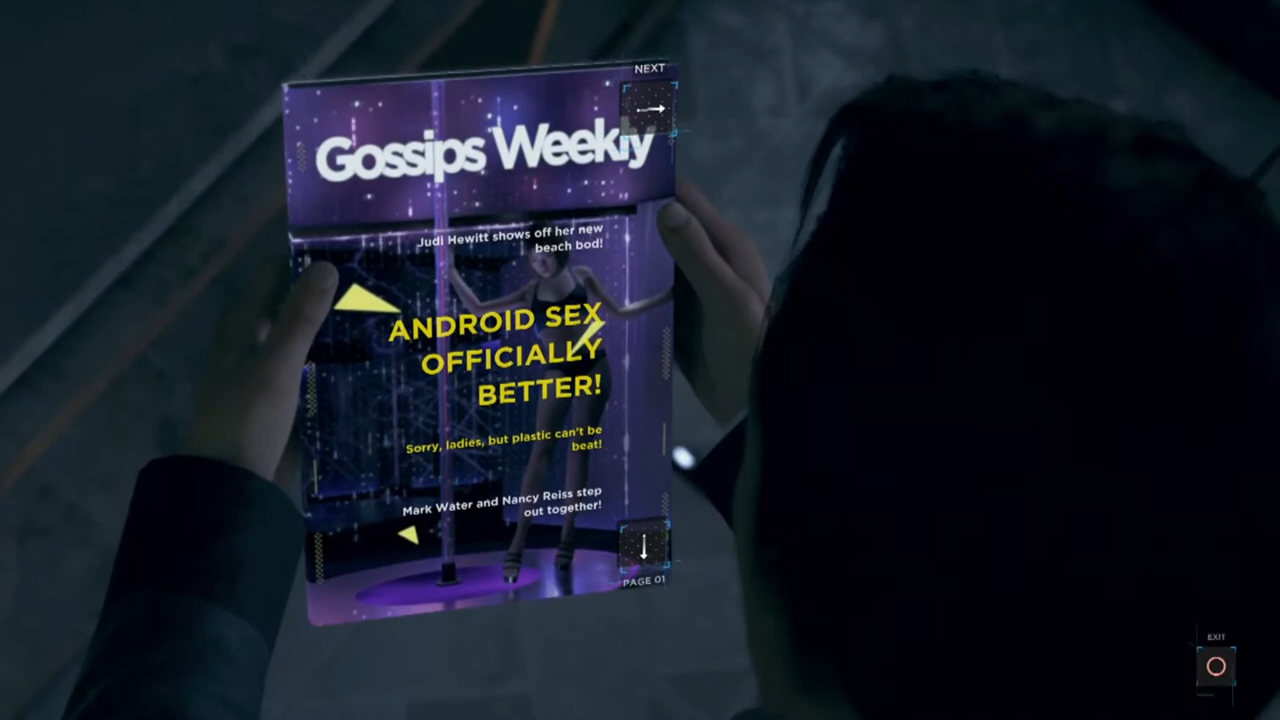 NEXT
Gossips Weekly
Judi Hewitt shows off her new
beach bod!
ANDROID SEX
OFFICIALLY
BETTER!
Sorry, ladies, but plastic can't be
beat!
Mark Water and Nancy Reiss step
out together!
PAGE 01
EXIT